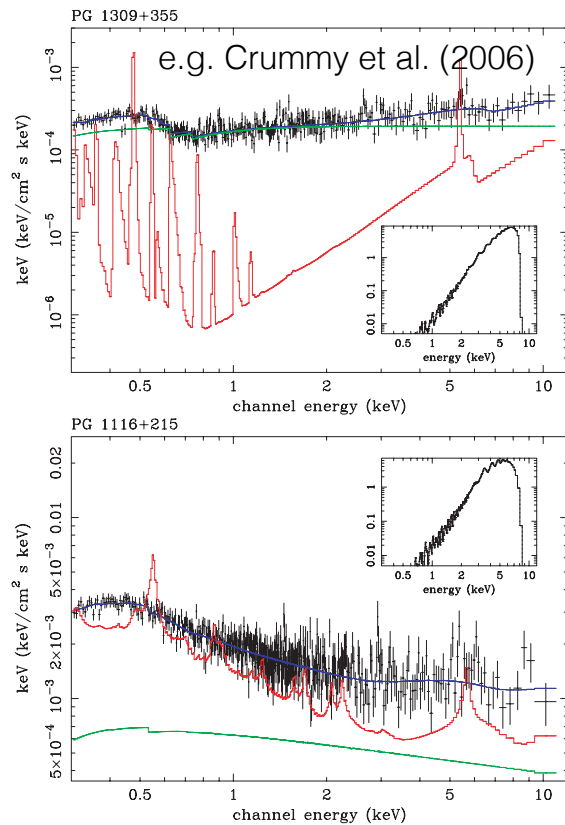 PG 1309+355
e.g. Crummy et al. (2006)
keV (keV/cm² s keV)
10⁻³
10⁻⁴
10⁻⁵
10⁻⁶
1
0.1
0.01
0.5 1 2 5
energy (keV)
0.5 1 2 5 10
channel energy (keV)
PG 1116+215
keV (keV/cm² s keV)
0.02
0.01
5×10⁻³
2×10⁻³
10⁻³
5×10⁻⁴
1
0.1
0.01
0.5 1 2 5
energy (keV)
0.5 1 2 5 10
channel energy (keV)